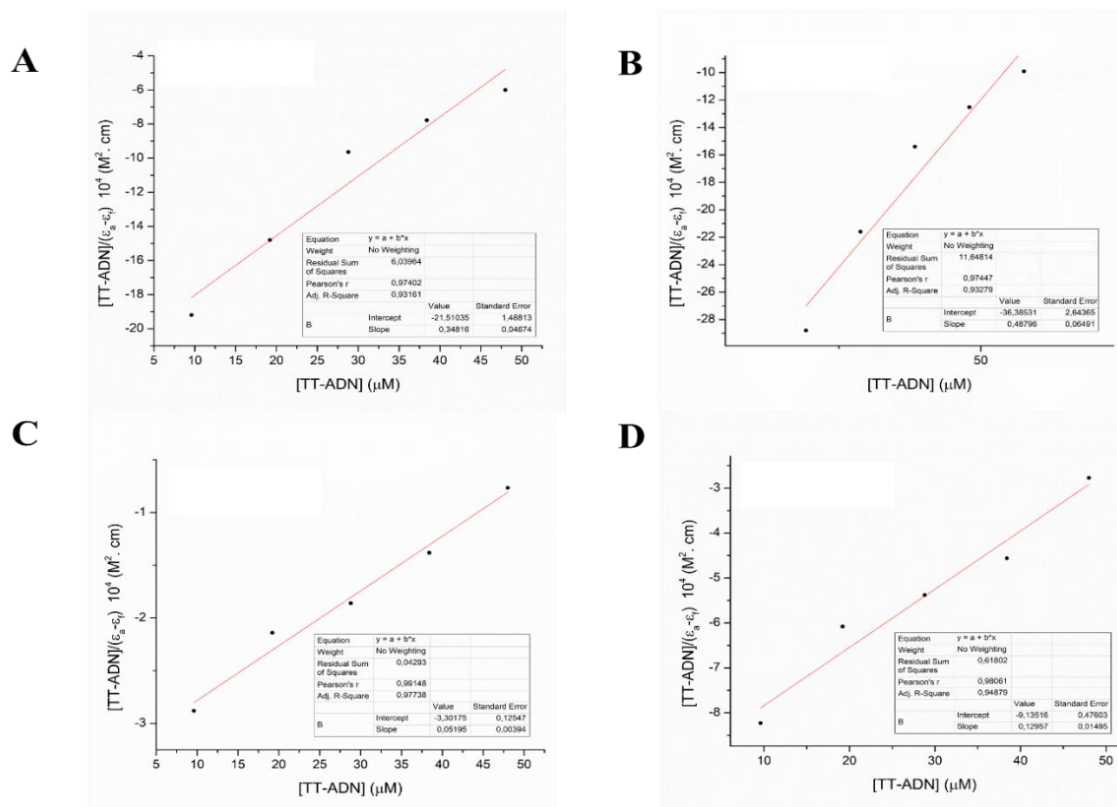 A
[TT-ADN]/(εa-εf) 10⁴ (M². cm)
-4
-6
-8
-10
-12
-14
-16
-18
-20
Equation y = a + b*x
Weight No Weighting
Residual Sum of Squares 6,03964
Pearson's r 0,97402
Adj. R-Square 0,93161
Value Standard Error
B Intercept -21,51035 1,48813
Slope 0,34816 0,04674
5 10 15 20 25 30 35 40 45 50 55
[TT-ADN] (μM)
B
[TT-ADN]/(εa-εf) 10⁴ (M². cm)
-10
-12
-14
-16
-18
-22
-24
-26
-28
Equation y = a + b*x
Weight No Weighting
Residual Sum of Squares 11,64814
Pearson's r 0,97447
Adj. R-Square 0,93279
Value Standard Error
B Intercept -36,38531 2,64365
Slope 0,48796 0,06491
50
[TT-ADN] (μM)
C
[TT-ADN]/(εa-εf) 10⁴ (M². cm)
-1
-2
-3
Equation y = a + b*x
Weight No Weighting
Residual Sum of Squares 0,04293
Pearson's r 0,99148
Adj. R-Square 0,97738
Value Standard Error
B Intercept -3,30175 0,12547
Slope 0,05195 0,00394
5 10 15 20 25 30 35 40 45 50
[TT-ADN] (μM)
D
[TT-ADN]/(εa-εf) 10⁴ (M². cm)
-3
-4
-5
-6
-7
-8
Equation y = a + b*x
Weight No Weighting
Residual Sum of Squares 0,61802
Pearson's r 0,98061
Adj. R-Square 0,94879
Value Standard Error
B Intercept -9,13516 0,47603
Slope 0,12957 0,01495
10 20 30 40 50
[TT-ADN] (μM)